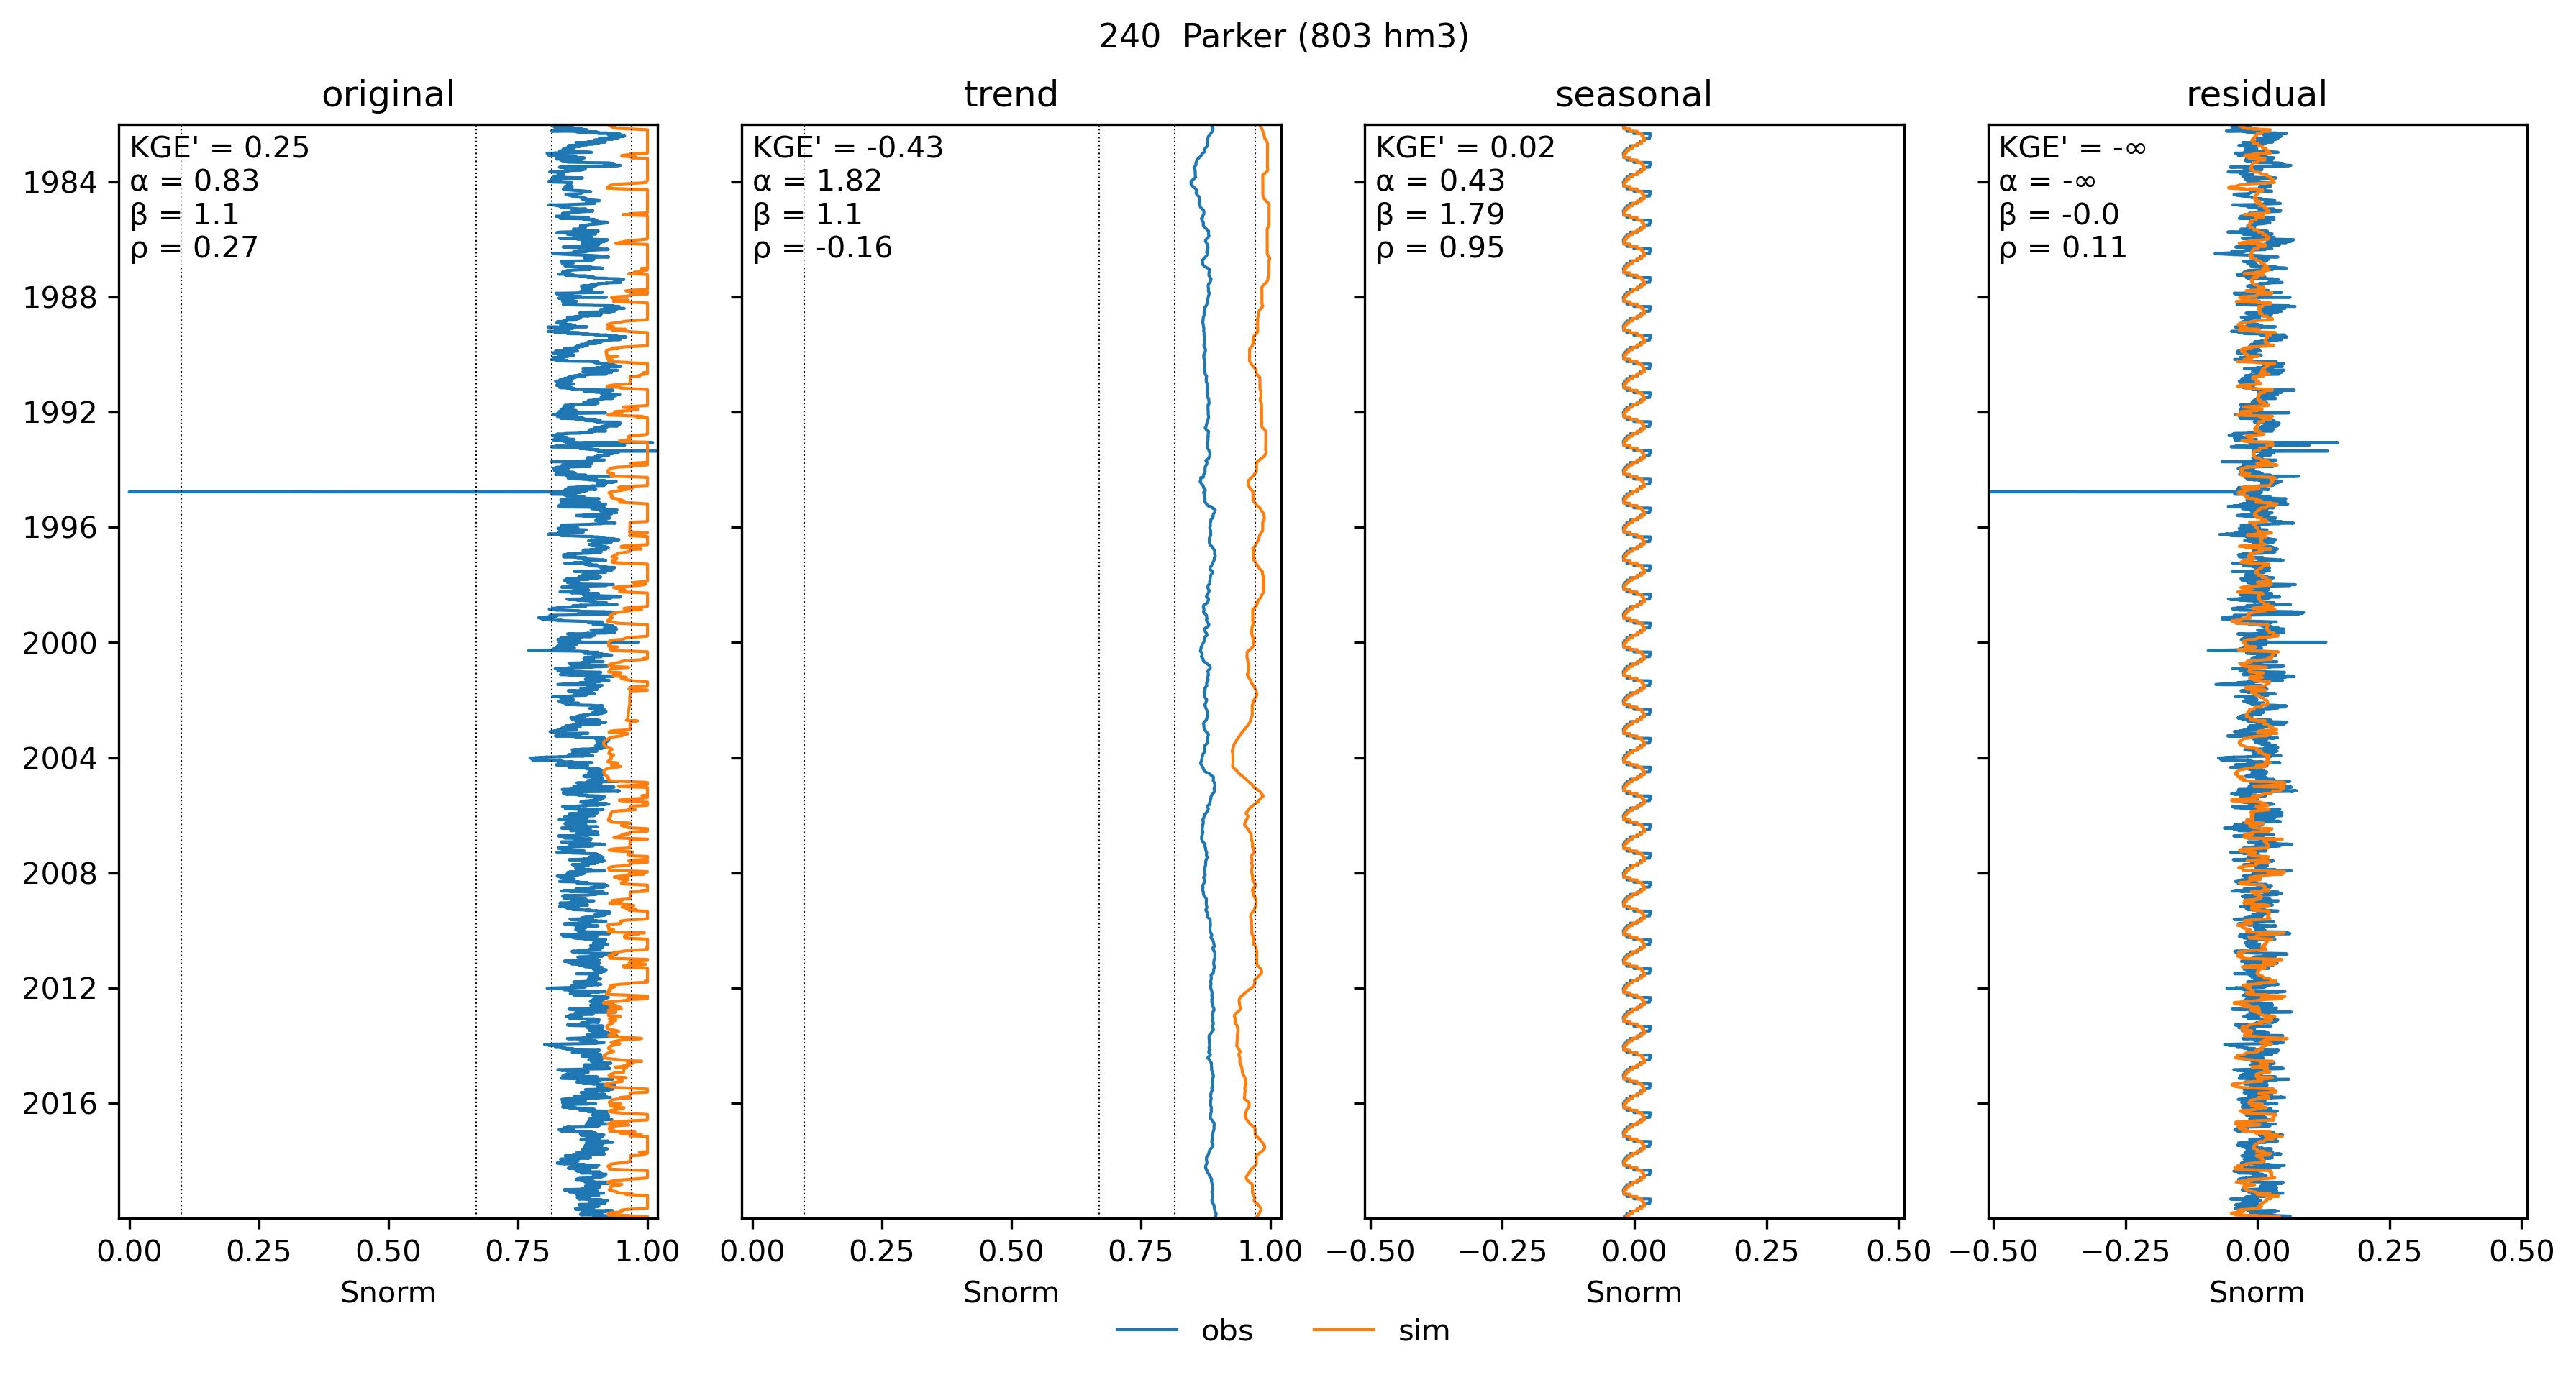 240  Parker (803 hm3)
original
trend
seasonal
residual
KGE' = 0.25
α = 0.83
β = 1.1
ρ = 0.27
KGE' = -0.43
α = 1.82
β = 1.1
ρ = -0.16
KGE' = 0.02
α = 0.43
β = 1.79
ρ = 0.95
KGE' = -∞
α = -∞
β = -0.0
ρ = 0.11
1984
1988
1992
1996
2000
2004
2008
2012
2016
0.00 0.25 0.50 0.75 1.00
0.00 0.25 0.50 0.75 1.00
−0.50 −0.25 0.00 0.25 0.50
−0.50 −0.25 0.00 0.25 0.50
Snorm
Snorm
Snorm
Snorm
obs sim